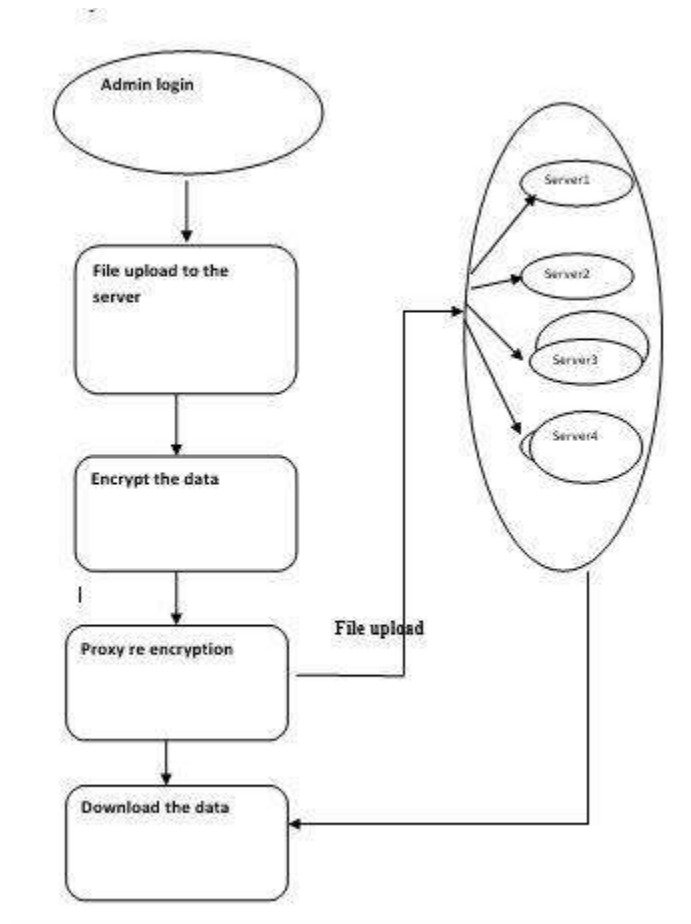 Admin login
File upload to the
server
Encrypt the data
Proxy re encryption
File upload
Download the data
Server1
Server2
Server3
Server4